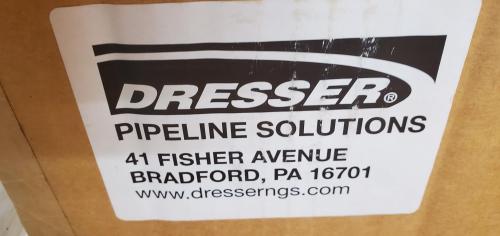 DRESSER®
PIPELINE SOLUTIONS
41 FISHER AVENUE
BRADFORD, PA 16701
www.dresserngs.com